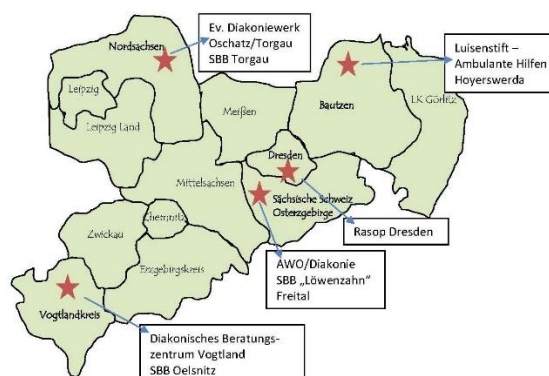 Ev. Diakoniewerk
Oschatz/Torgau
SBB Torgau
Luisenstift –
Ambulante Hilfen
Hoyerswerda
Nordsachsen
Leipzig
Leipzig Land
Meißen
Bautzen
LK Görlitz
Dresden
Mittelsachsen
Sächsische Schweiz
Osterzgebirge
Chemnitz
Zwickau
Erzgebirgskreis
Vogtlandkreis
Rasop Dresden
AWO/Diakonie
SBB „Löwenzahn“
Freital
Diakonisches Beratungs-
zentrum Vogtland
SBB Oelsnitz